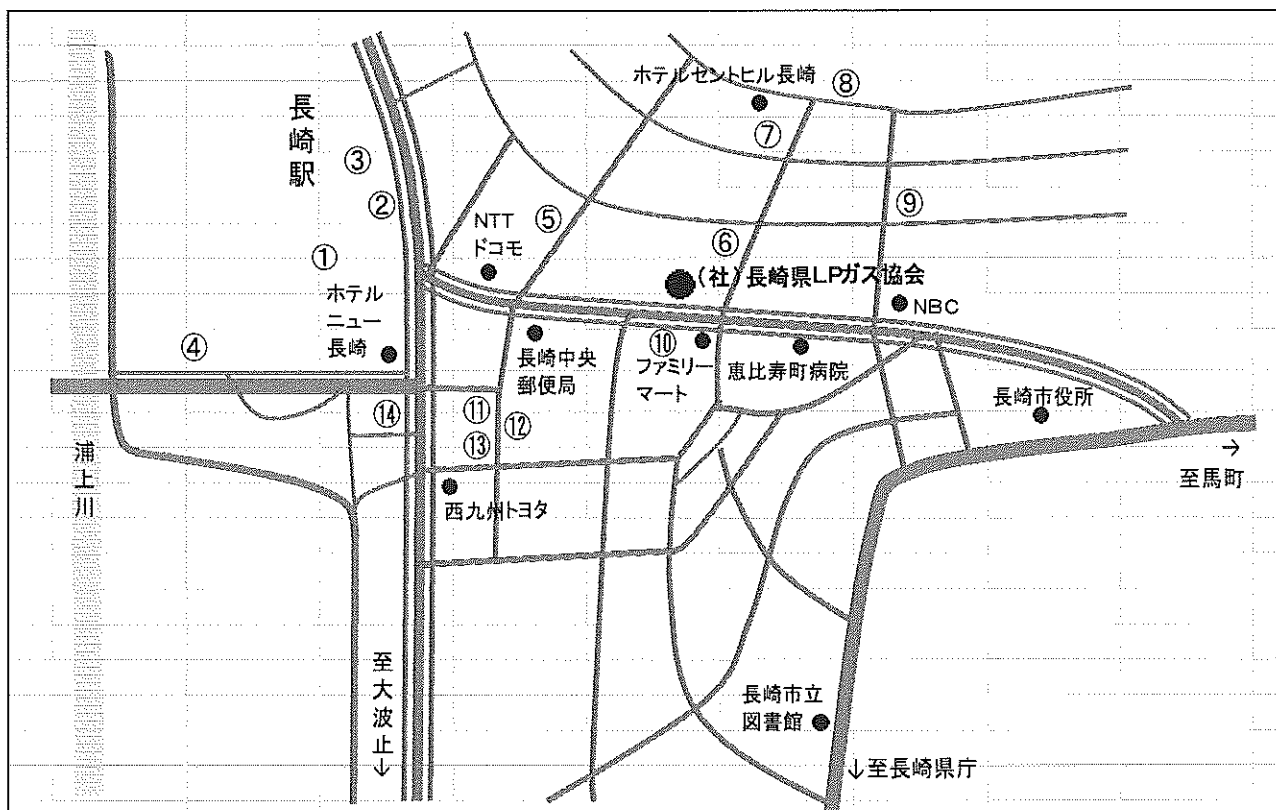 ホテルセントヒル長崎
⑧
長崎駅
③
⑦
②
⑤
⑨
NTT
ドコモ
⑥
①
(社)長崎県LPガス協会
ホテル
ニュー
長崎
NBC
④
長崎中央
郵便局
⑩
ファミリー
マート
恵比寿町病院
長崎市役所
⑭
⑪
⑫
⑬
→
至馬町
浦上川
西九州トヨタ
至大波止
↓
長崎市立
図書館
↓至長崎県庁